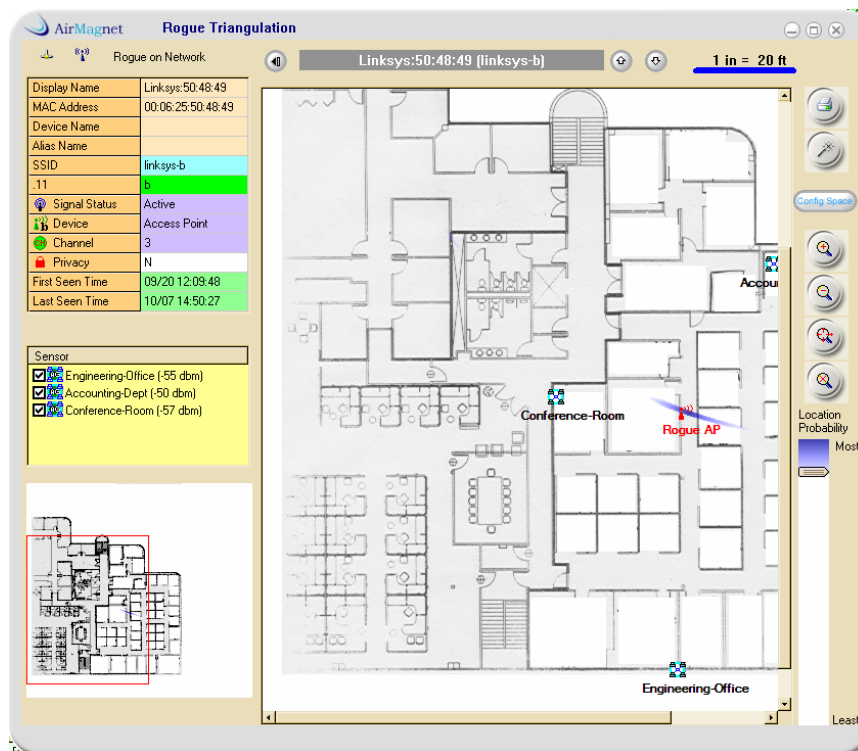 AirMagnet Rogue Triangulation
Rogue on Network
Linksys:50:48:49 (linksys-b)
1 in = 20 ft
Display Name Linksys:50:48:49
MAC Address 00:06:25:50:48:49
Device Name
Alias Name
SSID linksys-b
.11 b
Signal Status Active
Device Access Point
CH Channel 3
Privacy N
First Seen Time 09/20 12:09:48
Last Seen Time 10/07 14:50:27
Sensor
Engineering-Office (-55 dbm)
Accounting-Dept (-50 dbm)
Conference-Room (-57 dbm)
Accou
Conference-Room
Rogue AP
Engineering-Office
Config Space
Location
Probability
Most
Least